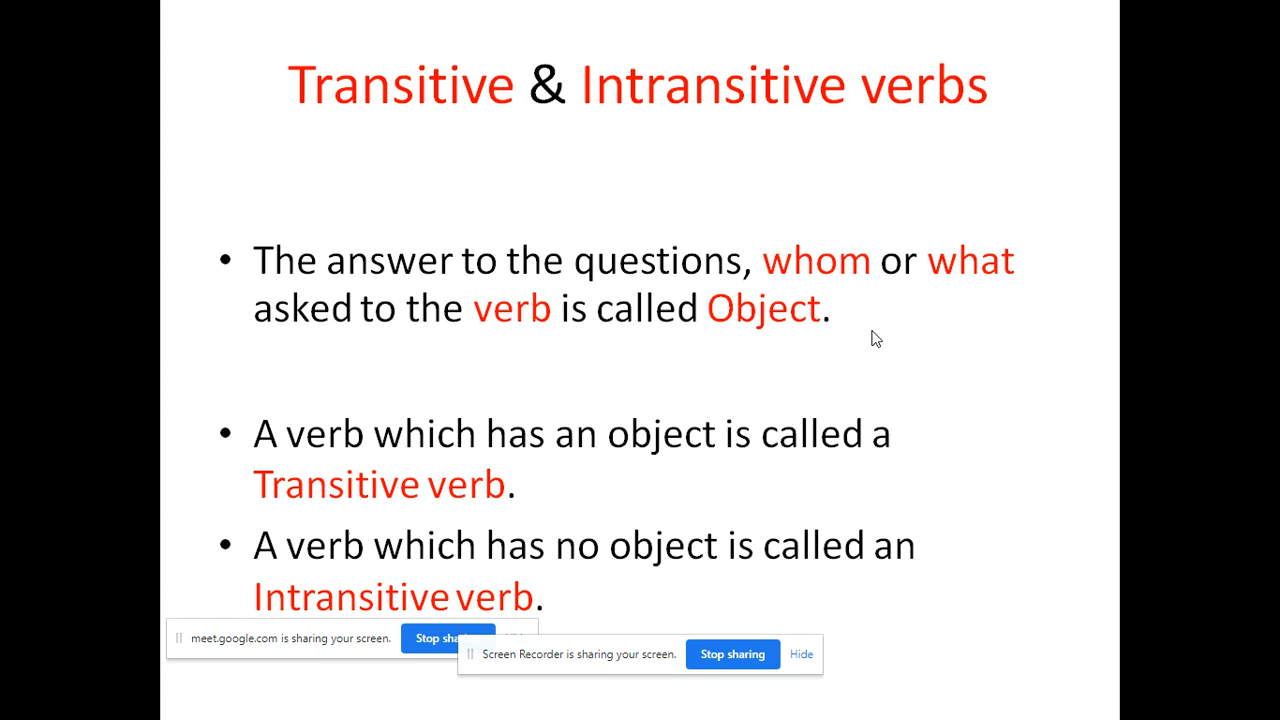 Transitive & Intransitive verbs
• The answer to the questions, whom or what
asked to the verb is called Object.
• A verb which has an object is called a
Transitive verb.
• A verb which has no object is called an
Intransitive verb.
meet.google.com is sharing your screen. Stop sha
Screen Recorder is sharing your screen. Stop sharing Hide